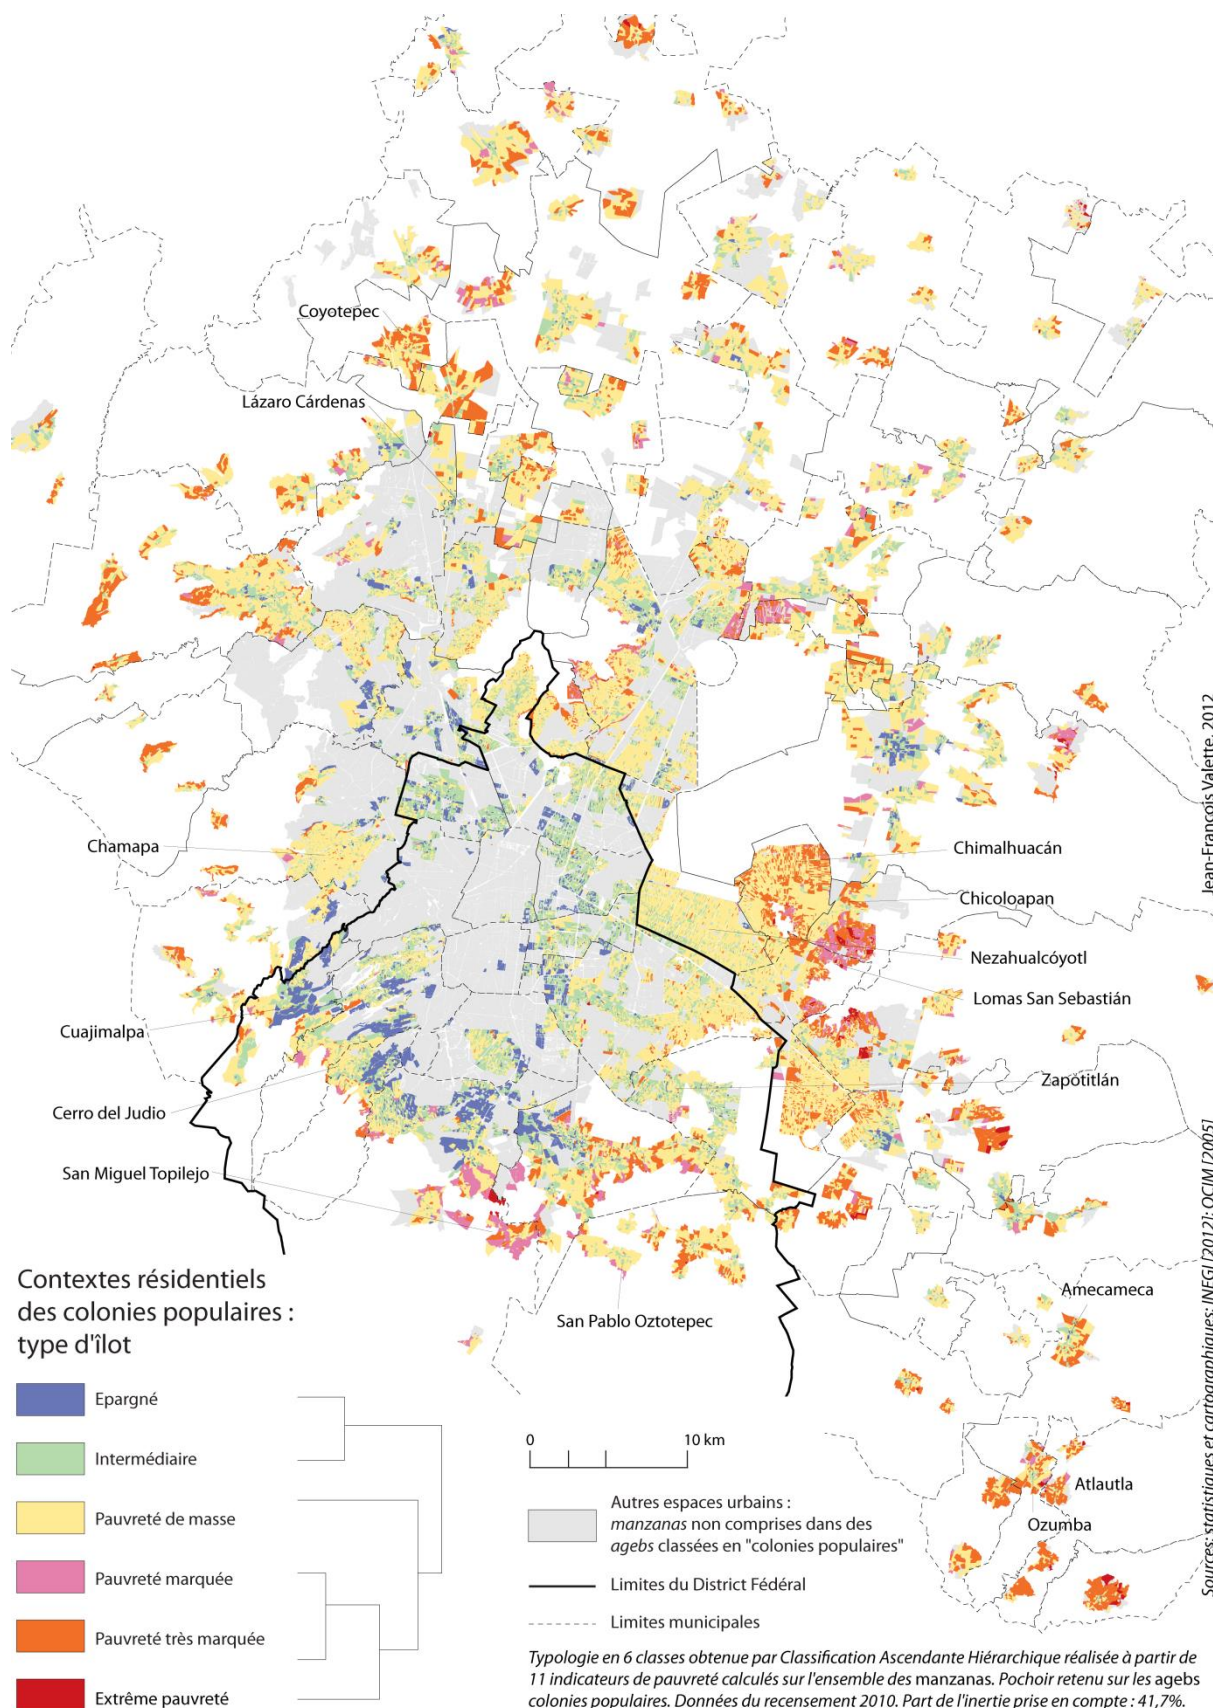 Coyotepec
Lázaro Cárdenas
Chamapa
Chimalhuacán
Chicoloapan
Nezahualcóyotl
Lomas San Sebastián
Cuajimalpa
Zapotitlán
Cerro del Judio
San Miguel Topilejo
San Pablo Oztotepec
Amecameca
Atlautla
Ozumba
Jean-François Valette, 2012
Sources: statistiques et cartographiques: INEGI [2012]; OCIM [2005]
Contextes résidentiels
des colonies populaires :
type d'îlot
Epargné
Intermédiaire
Pauvreté de masse
Pauvreté marquée
Pauvreté très marquée
Extrême pauvreté
0 10 km
Autres espaces urbains :
manzanas non comprises dans des
agebs classées en "colonies populaires"
Limites du District Fédéral
Limites municipales
Typologie en 6 classes obtenue par Classification Ascendante Hiérarchique réalisée à partir de
11 indicateurs de pauvreté calculés sur l'ensemble des manzanas. Pochoir retenu sur les agebs
colonies populaires. Données du recensement 2010. Part de l'inertie prise en compte : 41,7%.